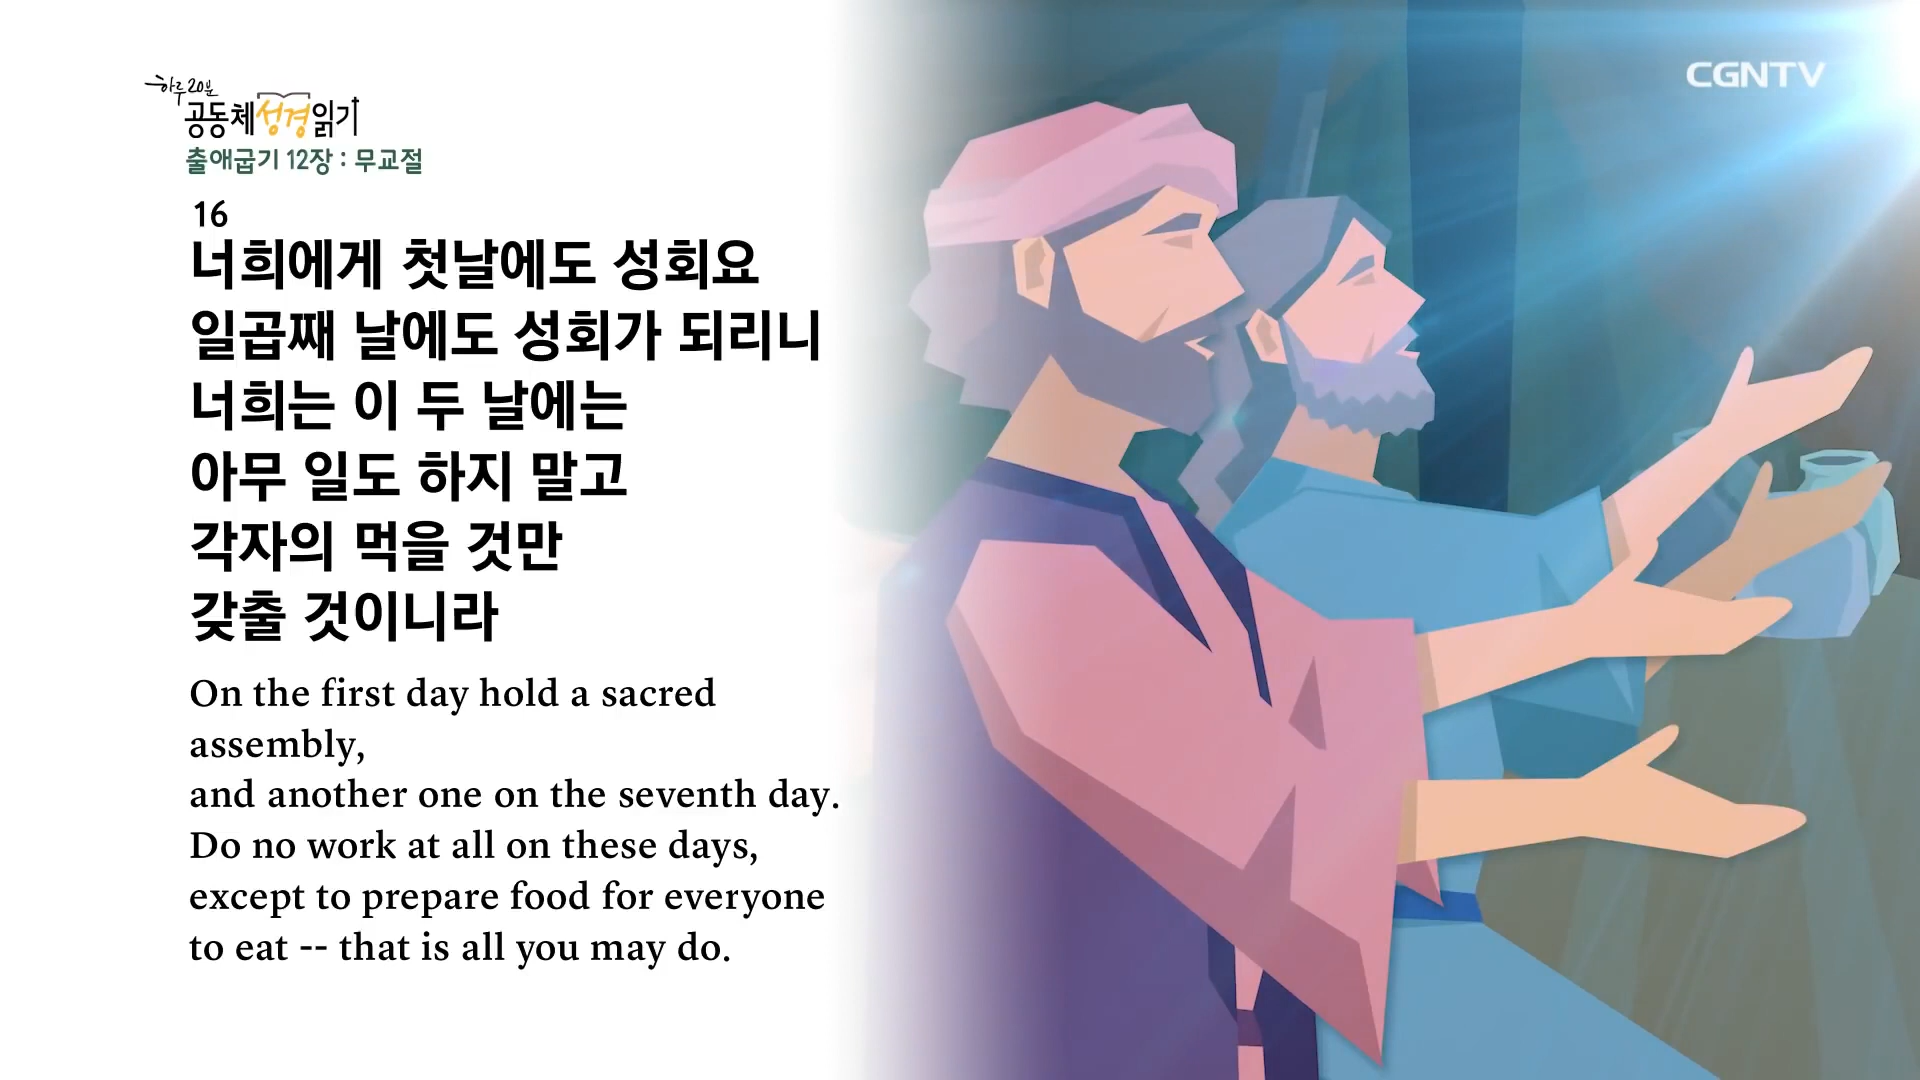 하루 20분
공동체성경읽기
출애굽기 12장 : 무교절
CGNTV
16
너희에게 첫날에도 성회요
일곱째 날에도 성회가 되리니
너희는 이 두 날에는
아무 일도 하지 말고
각자의 먹을 것만
갖출 것이니라
On the first day hold a sacred
assembly,
and another one on the seventh day.
Do no work at all on these days,
except to prepare food for everyone
to eat -- that is all you may do.